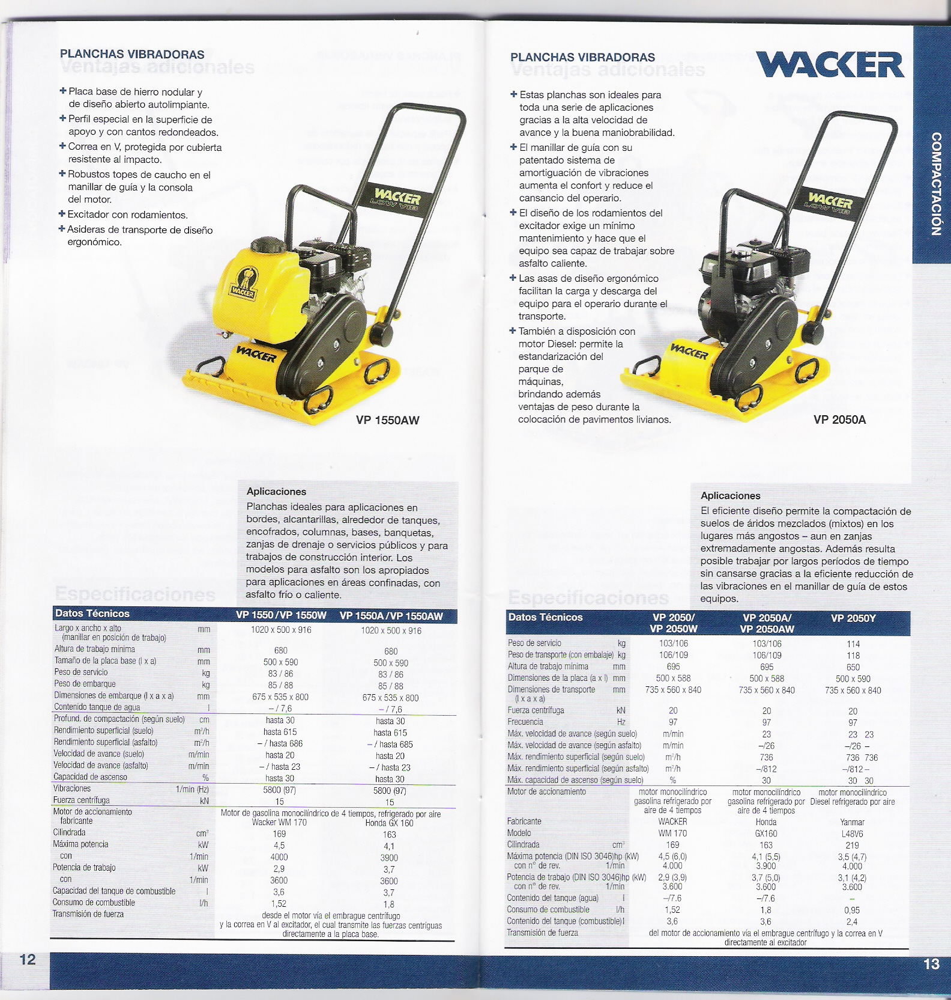 PLANCHAS VIBRADORAS
Ventajas adicionales
+ Placa base de hierro nodular y
de diseño abierto autolimpiante.
+ Perfil especial en la superficie de
apoyo y con cantos redondeados.
+ Correa en V, protegida por cubierta
resistente al impacto.
+ Robustos topes de caucho en el
manillar de guía y la consola
del motor.
+ Excitador con rodamientos.
+ Asideras de transporte de diseño
ergonómico.
WACKER
LOW VIB
WACKER
WACKER
VP 1550AW
Aplicaciones
Planchas ideales para aplicaciones en
bordes, alcantarillas, alrededor de tanques,
encofrados, columnas, bases, banquetas,
zanjas de drenaje o servicios públicos y para
trabajos de construcción interior. Los
modelos para asfalto son los apropiados
para aplicaciones en áreas confinadas, con
asfalto frío o caliente.
Especificaciones
Datos Técnicos VP 1550 / VP 1550W VP 1550A / VP 1550AW
Largo x ancho x alto mm 1020 x 500 x 916 1020 x 500 x 916
(manillar en posición de trabajo)
Altura de trabajo mínima mm 680 680
Tamaño de la placa base (l x a) mm 500 x 590 500 x 590
Peso de servicio kg 83 / 86 83 / 86
Peso de embarque kg 85 / 88 85 / 88
Dimensiones de embarque (l x a x a) mm 675 x 535 x 800 675 x 535 x 800
Contenido tanque de agua l – / 7,6 – / 7,6
Profund. de compactación (según suelo) cm hasta 30 hasta 30
Rendimiento superficial (suelo) m²/h hasta 615 hasta 615
Rendimiento superficial (asfalto) m²/h – / hasta 686 – / hasta 685
Velocidad de avance (suelo) m/min hasta 20 hasta 20
Velocidad de avance (asfalto) m/min – / hasta 23 – / hasta 23
Capacidad de ascenso % hasta 30 hasta 30
Vibraciones 1/min (Hz) 5800 (97) 5800 (97)
Fuerza centrífuga kN 15 15
Motor de accionamiento Motor de gasolina monocilíndrico de 4 tiempos, refrigerado por aire
fabricante Wacker WM 170 Honda GX 160
Cilindrada cm³ 169 163
Máxima potencia kW 4,5 4,1
con 1/min 4000 3900
Potencia de trabajo kW 2,9 3,7
con 1/min 3600 3600
Capacidad del tanque de combustible l 3,6 3,7
Consumo de combustible l/h 1,52 1,8
Transmisión de fuerza desde el motor vía el embrague centrífugo
y la correa en V al excitador, el cual transmite las fuerzas centríguas
directamente a la placa base.
12
PLANCHAS VIBRADORAS
WACKER
Ventajas adicionales
+ Estas planchas son ideales para
toda una serie de aplicaciones
gracias a la alta velocidad de
avance y la buena maniobrabilidad.
+ El manillar de guía con su
patentado sistema de
amortiguación de vibraciones
aumenta el confort y reduce el
cansancio del operario.
+ El diseño de los rodamientos del
excitador exige un mínimo
mantenimiento y hace que el
equipo sea capaz de trabajar sobre
asfalto caliente.
+ Las asas de diseño ergonómico
facilitan la carga y descarga del
equipo para el operario durante el
transporte.
+ También a disposición con
motor Diesel: permite la
estandarización del
parque de
máquinas,
brindando además
ventajas de peso durante la
colocación de pavimentos livianos.
WACKER
LOW VIB
WACKER
VP 2050A
COMPACTACIÓN
Aplicaciones
El eficiente diseño permite la compactación de
suelos de áridos mezclados (mixtos) en los
lugares más angostos – aun en zanjas
extremadamente angostas. Además resulta
posible trabajar por largos períodos de tiempo
sin cansarse gracias a la eficiente reducción de
las vibraciones en el manillar de guía de estos
equipos.
Especificaciones
Datos Técnicos VP 2050/ VP 2050A/ VP 2050Y
VP 2050W VP 2050AW
Peso de servicio kg 103/106 103/106 114
Peso de transporte (con embalaje) kg 106/109 106/109 118
Altura de trabajo mínima mm 695 695 650
Dimensiones de la placa (a x l) mm 500 x 588 500 x 588 500 x 590
Dimensiones de transporte mm 735 x 560 x 840 735 x 560 x 840 735 x 560 x 840
(l x a x a)
Fuerza centrífuga kN 20 20 20
Frecuencia Hz 97 97 97
Máx. velocidad de avance (según suelo) m/min 23 23 23
Máx. velocidad de avance (según asfalto) m/min –/26 –/26 –
Máx. rendimiento superficial (según suelo) m²/h 736 736 736
Máx. rendimiento superficial (según asfalto) m²/h –/812 –/812 –
Máx. capacidad de ascenso (según suelo) % 30 30 30
Motor de accionamiento motor monocilíndrico motor monocilíndrico motor monocilíndrico
gasolina refrigerado por gasolina refrigerado por Diesel refrigerado por aire
aire de 4 tiempos aire de 4 tiempos
Fabricante WACKER Honda Yanmar
Modelo WM 170 GX160 L48V6
Cilindrada cm³ 169 163 219
Máxima potencia (DIN ISO 3046)hp (kW) 4,5 (6,0) 4,1 (5,5) 3,5 (4,7)
con n° de rev. 1/min 4.000 3.900 4.000
Potencia de trabajo (DIN ISO 3046)hp (kW) 2,9 (3,9) 3,7 (5,0) 3,1 (4,2)
con n° de rev. 1/min 3.600 3.600 3.600
Contenido del tanque (agua) l –/7.6 –/7.6 –
Consumo de combustible l/h 1,52 1,8 0,95
Contenido del tanque (combustible) l 3,6 3,6 2,4
Transmisión de fuerza del motor de accionamiento vía el embrague centrífugo y la correa en V
directamente al excitador
13